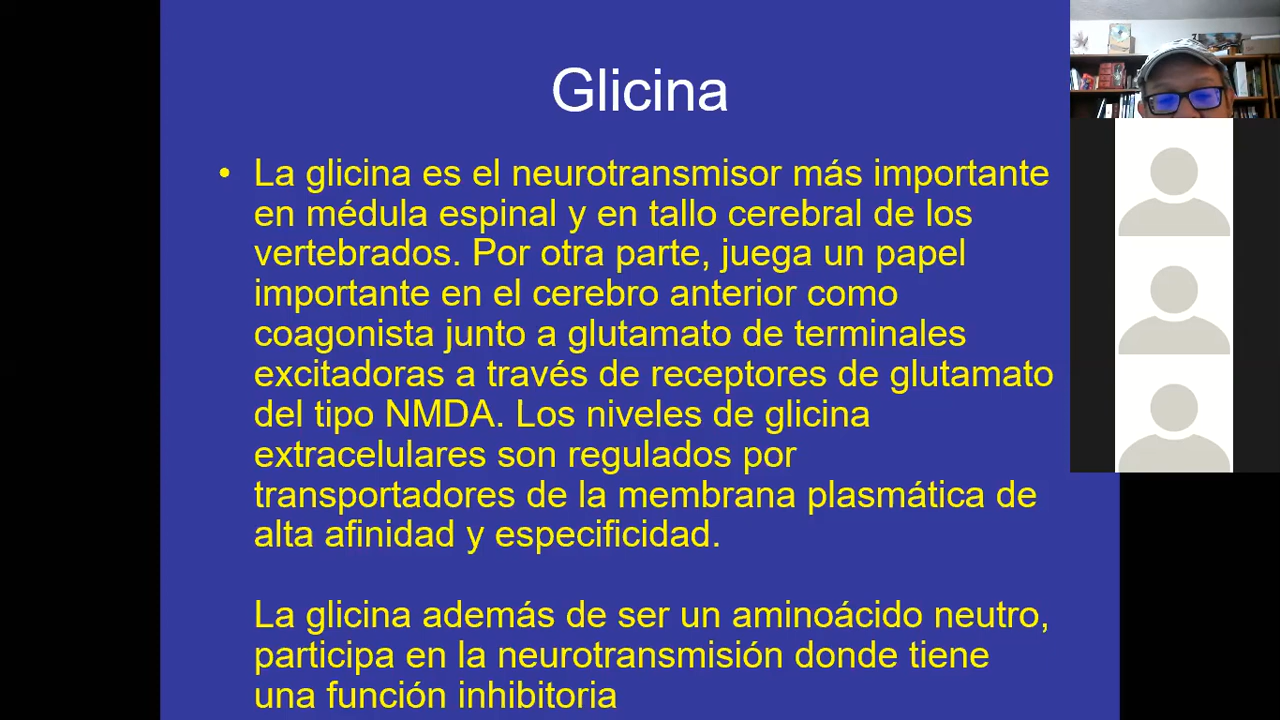 Glicina
• La glicina es el neurotransmisor más importante
en médula espinal y en tallo cerebral de los
vertebrados. Por otra parte, juega un papel
importante en el cerebro anterior como
coagonista junto a glutamato de terminales
excitadoras a través de receptores de glutamato
del tipo NMDA. Los niveles de glicina
extracelulares son regulados por
transportadores de la membrana plasmática de
alta afinidad y especificidad.
La glicina además de ser un aminoácido neutro,
participa en la neurotransmisión donde tiene
una función inhibitoria